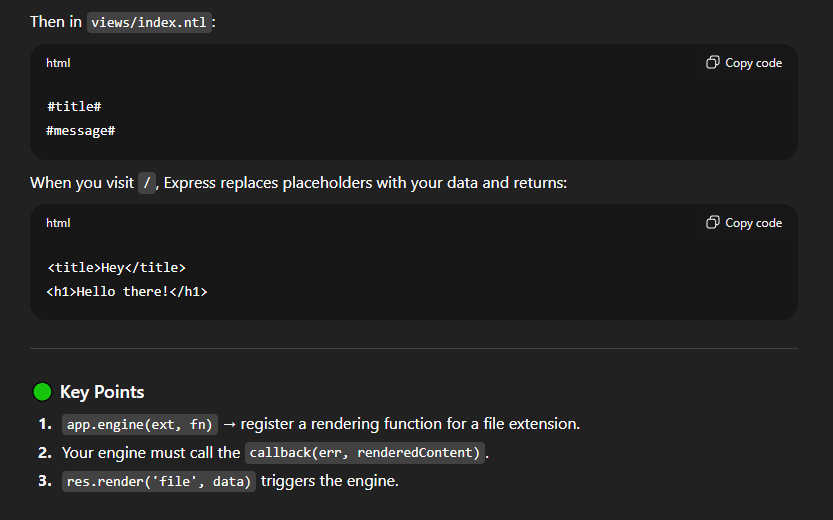 Then in views/index.ntl:
html
Copy code
#title#
#message#
When you visit /, Express replaces placeholders with your data and returns:
html
Copy code
<title>Hey</title>
<h1>Hello there!</h1>
Key Points
1. app.engine(ext, fn) → register a rendering function for a file extension.
2. Your engine must call the callback(err, renderedContent).
3. res.render('file', data) triggers the engine.